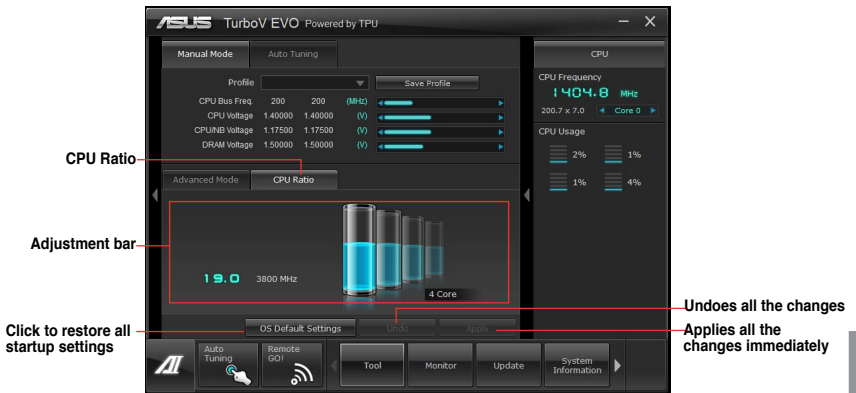 ASUS TurboV EVO Powered by TPU
Manual Mode
Auto Tuning
CPU
Profile
Save Profile
CPU Bus Freq. 200 200 (MHz)
CPU Voltage 1.40000 1.40000 (V)
CPU/NB Voltage 1.17500 1.17500 (V)
DRAM Voltage 1.50000 1.50000 (V)
CPU Frequency
1404.8 MHz
200.7 x 7.0 Core 0
CPU Usage
2% 1%
1% 4%
CPU Ratio
Advanced Mode
CPU Ratio
Adjustment bar
19.0 3800 MHz
4 Core
Click to restore all
startup settings
OS Default Settings
Undo
Apply
Undoes all the changes
Applies all the
changes immediately
AI
Auto
Tuning
Remote
GO!
Tool
Monitor
Update
System
Information